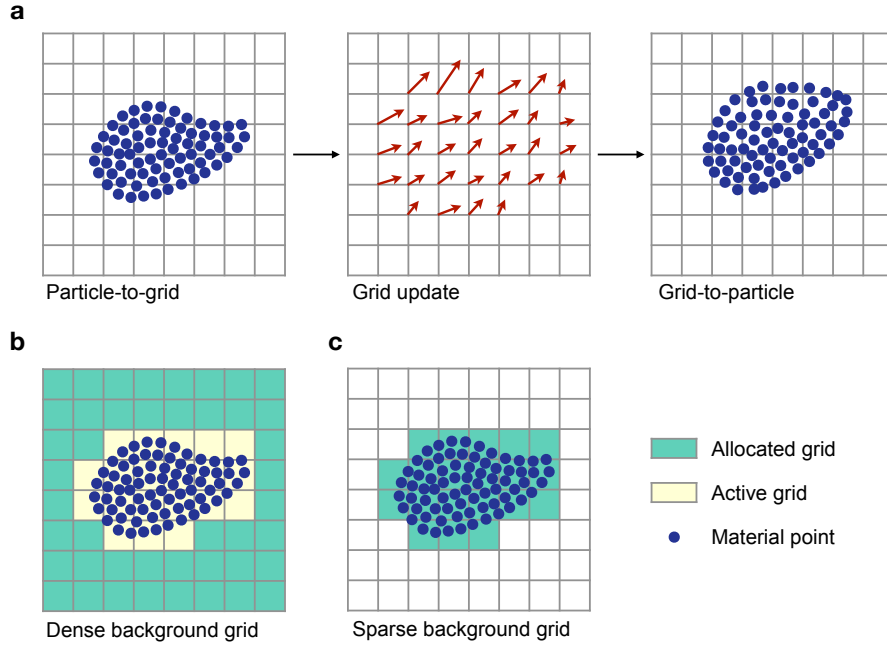 a
Particle-to-grid
Grid update
Grid-to-particle
b
c
Allocated grid
Active grid
Material point
Dense background grid
Sparse background grid